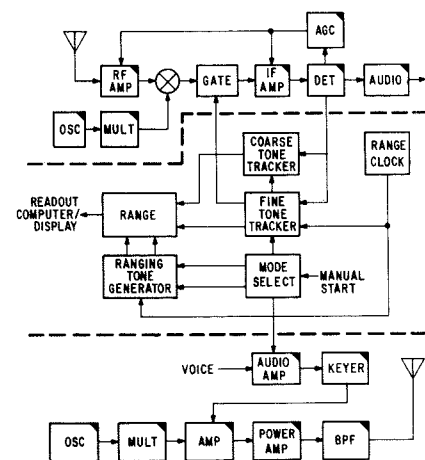 AGC
RF
AMP
GATE
IF
AMP
DET
AUDIO
OSC
MULT
COARSE
TONE
TRACKER
RANGE
CLOCK
READOUT
COMPUTER/
DISPLAY
RANGE
FINE
TONE
TRACKER
RANGING
TONE
GENERATOR
MODE
SELECT
MANUAL
START
VOICE
AUDIO
AMP
KEYER
OSC
MULT
AMP
POWER
AMP
BPF